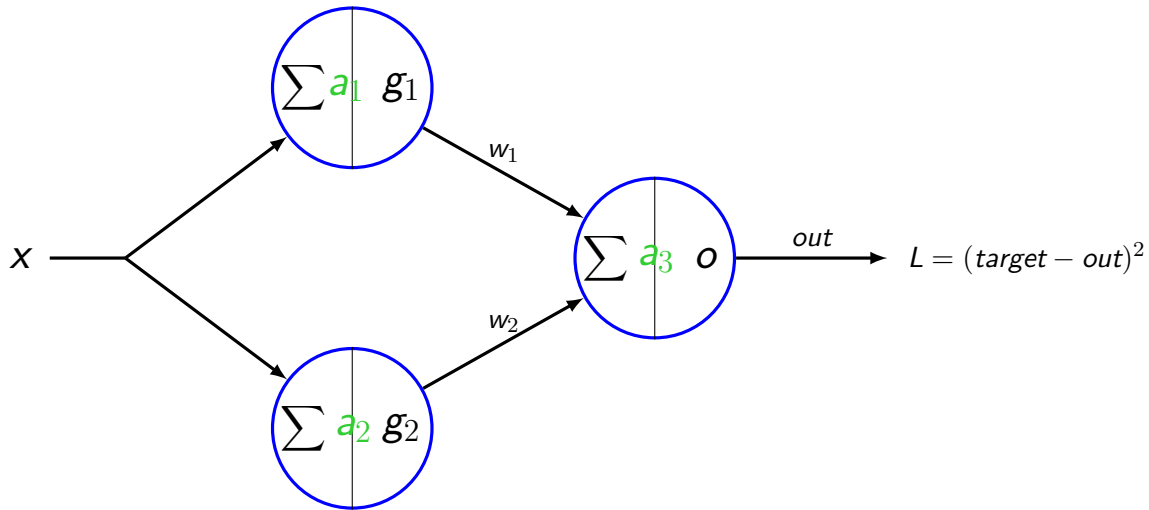 ∑ a₁ g₁
w₁
x
∑ a₃ o
out
L = (target − out)²
w₂
∑ a₂ g₂